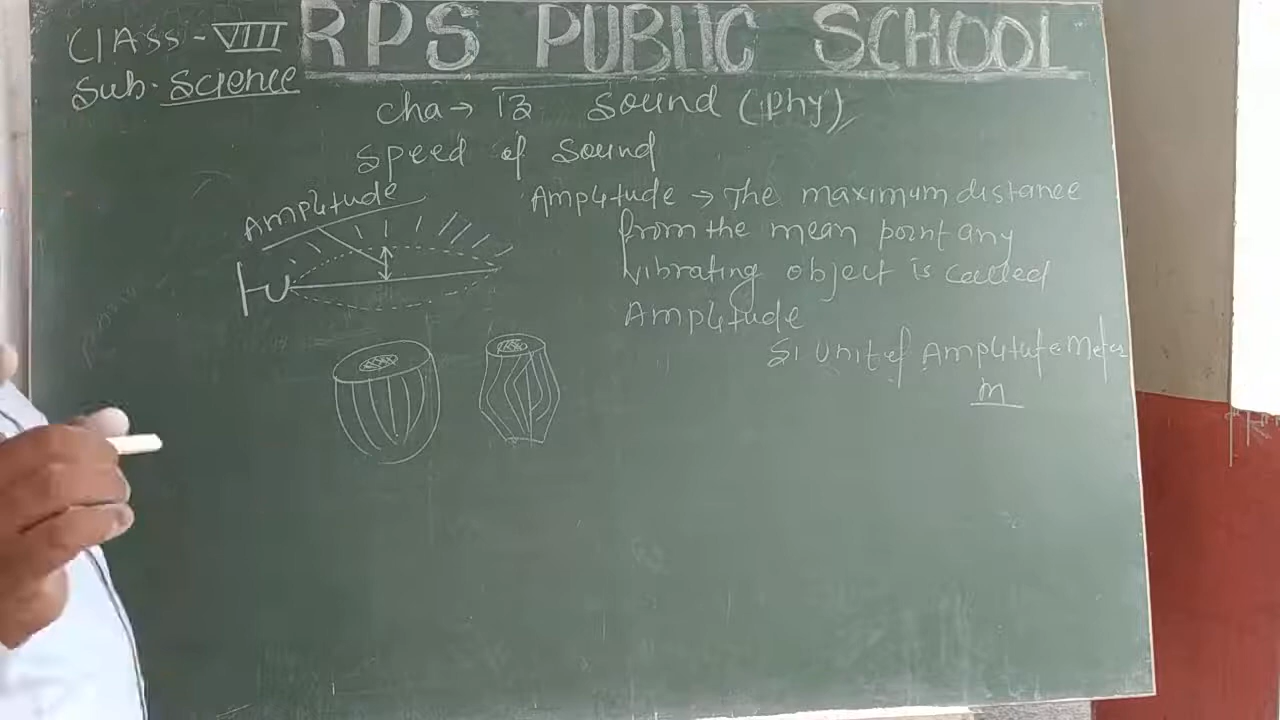 RPS PUBLIC SCHOOL
Class - VIII
Sub. Science
cha → 13 Sound (phy)
Speed of Sound
Amplitude
Amplitude → The maximum distance
from the mean point any
vibrating object is called
Amplitude
SI Unit of Amplitute Meter
m